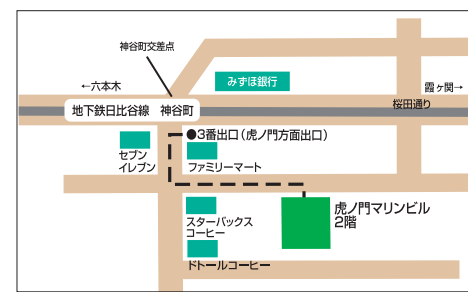 神谷町交差点
←六本木
みずほ銀行
霞ヶ関→
桜田通り
地下鉄日比谷線 神谷町
●3番出口(虎ノ門方面出口)
セブン
イレブン
ファミリーマート
スターバックス
コーヒー
虎ノ門マリンビル
2階
ドトールコーヒー